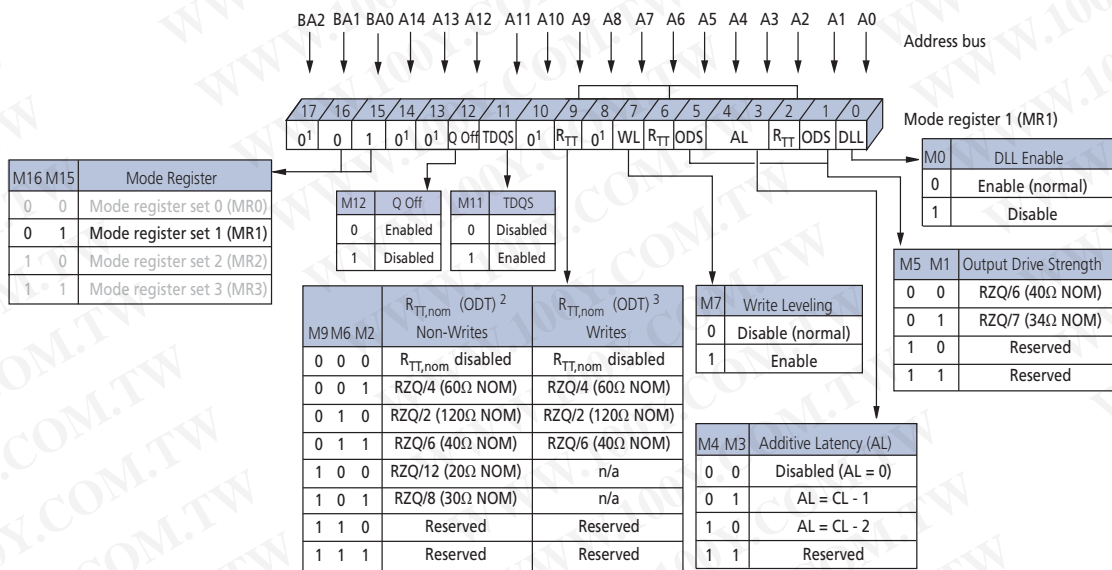 BA2 BA1 BA0 A14 A13 A12 A11 A10 A9 A8 A7 A6 A5 A4 A3 A2 A1 A0
Address bus
17 16 15 14 13 12 11 10 9 8 7 6 5 4 3 2 1 0
0¹ 0 1 0¹ 0¹ Q Off TDQS 0¹ RTT 0¹ WL RTT ODS AL RTT ODS DLL
Mode register 1 (MR1)
M16 M15 Mode Register
0 0 Mode register set 0 (MR0)
0 1 Mode register set 1 (MR1)
1 0 Mode register set 2 (MR2)
1 1 Mode register set 3 (MR3)
M12 Q Off
0 Enabled
1 Disabled
M11 TDQS
0 Disabled
1 Enabled
M0 DLL Enable
0 Enable (normal)
1 Disable
M5 M1 Output Drive Strength
0 0 RZQ/6 (40Ω NOM)
0 1 RZQ/7 (34Ω NOM)
1 0 Reserved
1 1 Reserved
M9 M6 M2 RTT,nom (ODT) ² Non-Writes RTT,nom (ODT) ³ Writes
0 0 0 RTT,nom disabled RTT,nom disabled
0 0 1 RZQ/4 (60Ω NOM) RZQ/4 (60Ω NOM)
0 1 0 RZQ/2 (120Ω NOM) RZQ/2 (120Ω NOM)
0 1 1 RZQ/6 (40Ω NOM) RZQ/6 (40Ω NOM)
1 0 0 RZQ/12 (20Ω NOM) n/a
1 0 1 RZQ/8 (30Ω NOM) n/a
1 1 0 Reserved Reserved
1 1 1 Reserved Reserved
M7 Write Leveling
0 Disable (normal)
1 Enable
M4 M3 Additive Latency (AL)
0 0 Disabled (AL = 0)
0 1 AL = CL - 1
1 0 AL = CL - 2
1 1 Reserved
WWW.100Y.COM.TW